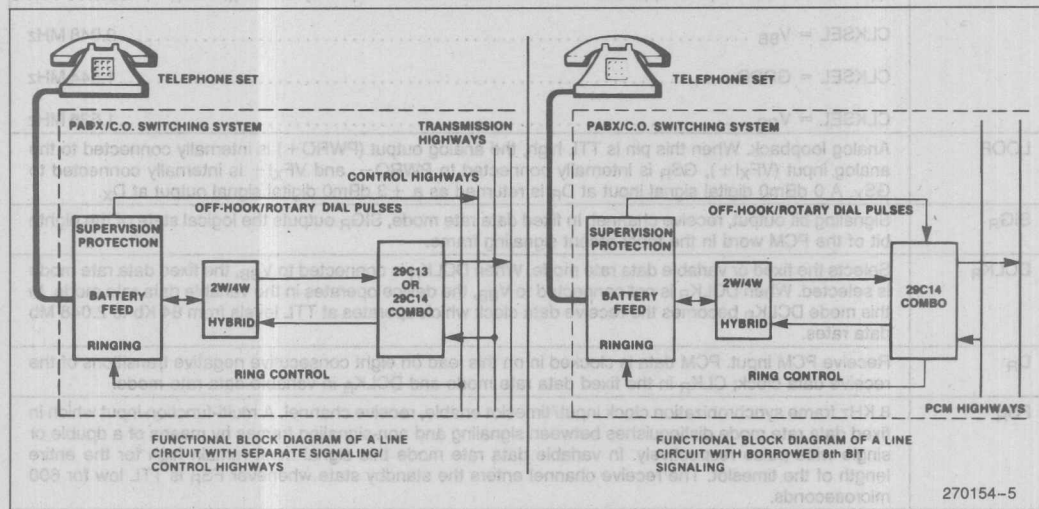 TELEPHONE SET
PABX/C.O. SWITCHING SYSTEM
TRANSMISSION
HIGHWAYS
CONTROL HIGHWAYS
OFF-HOOK/ROTARY DIAL PULSES
SUPERVISION
PROTECTION
BATTERY
FEED
RINGING
2W/4W
HYBRID
29C13
OR
29C14
COMBO
RING CONTROL
FUNCTIONAL BLOCK DIAGRAM OF A LINE
CIRCUIT WITH SEPARATE SIGNALING/
CONTROL HIGHWAYS
TELEPHONE SET
PABX/C.O. SWITCHING SYSTEM
OFF-HOOK/ROTARY DIAL PULSES
SUPERVISION
PROTECTION
BATTERY
FEED
RINGING
2W/4W
HYBRID
29C14
COMBO
RING CONTROL
PCM HIGHWAYS
FUNCTIONAL BLOCK DIAGRAM OF A LINE
CIRCUIT WITH BORROWED 8th BIT
SIGNALING
270154-5